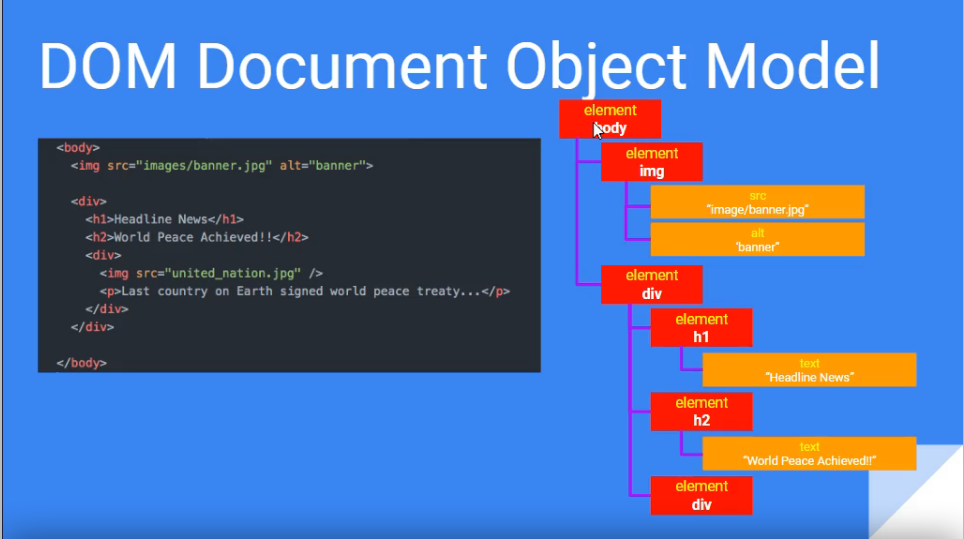 DOM Document Object Model
<body>
<img src="images/banner.jpg" alt="banner">
<div>
<h1>Headline News</h1>
<h2>World Peace Achieved!!</h2>
<div>
<img src="united_nation.jpg" />
<p>Last country on Earth signed world peace treaty...</p>
</div>
</div>
</body>
element
body
element
img
src
"image/banner.jpg"
alt
'banner"
element
div
element
h1
text
"Headline News"
element
h2
text
"World Peace Achieved!!"
element
div